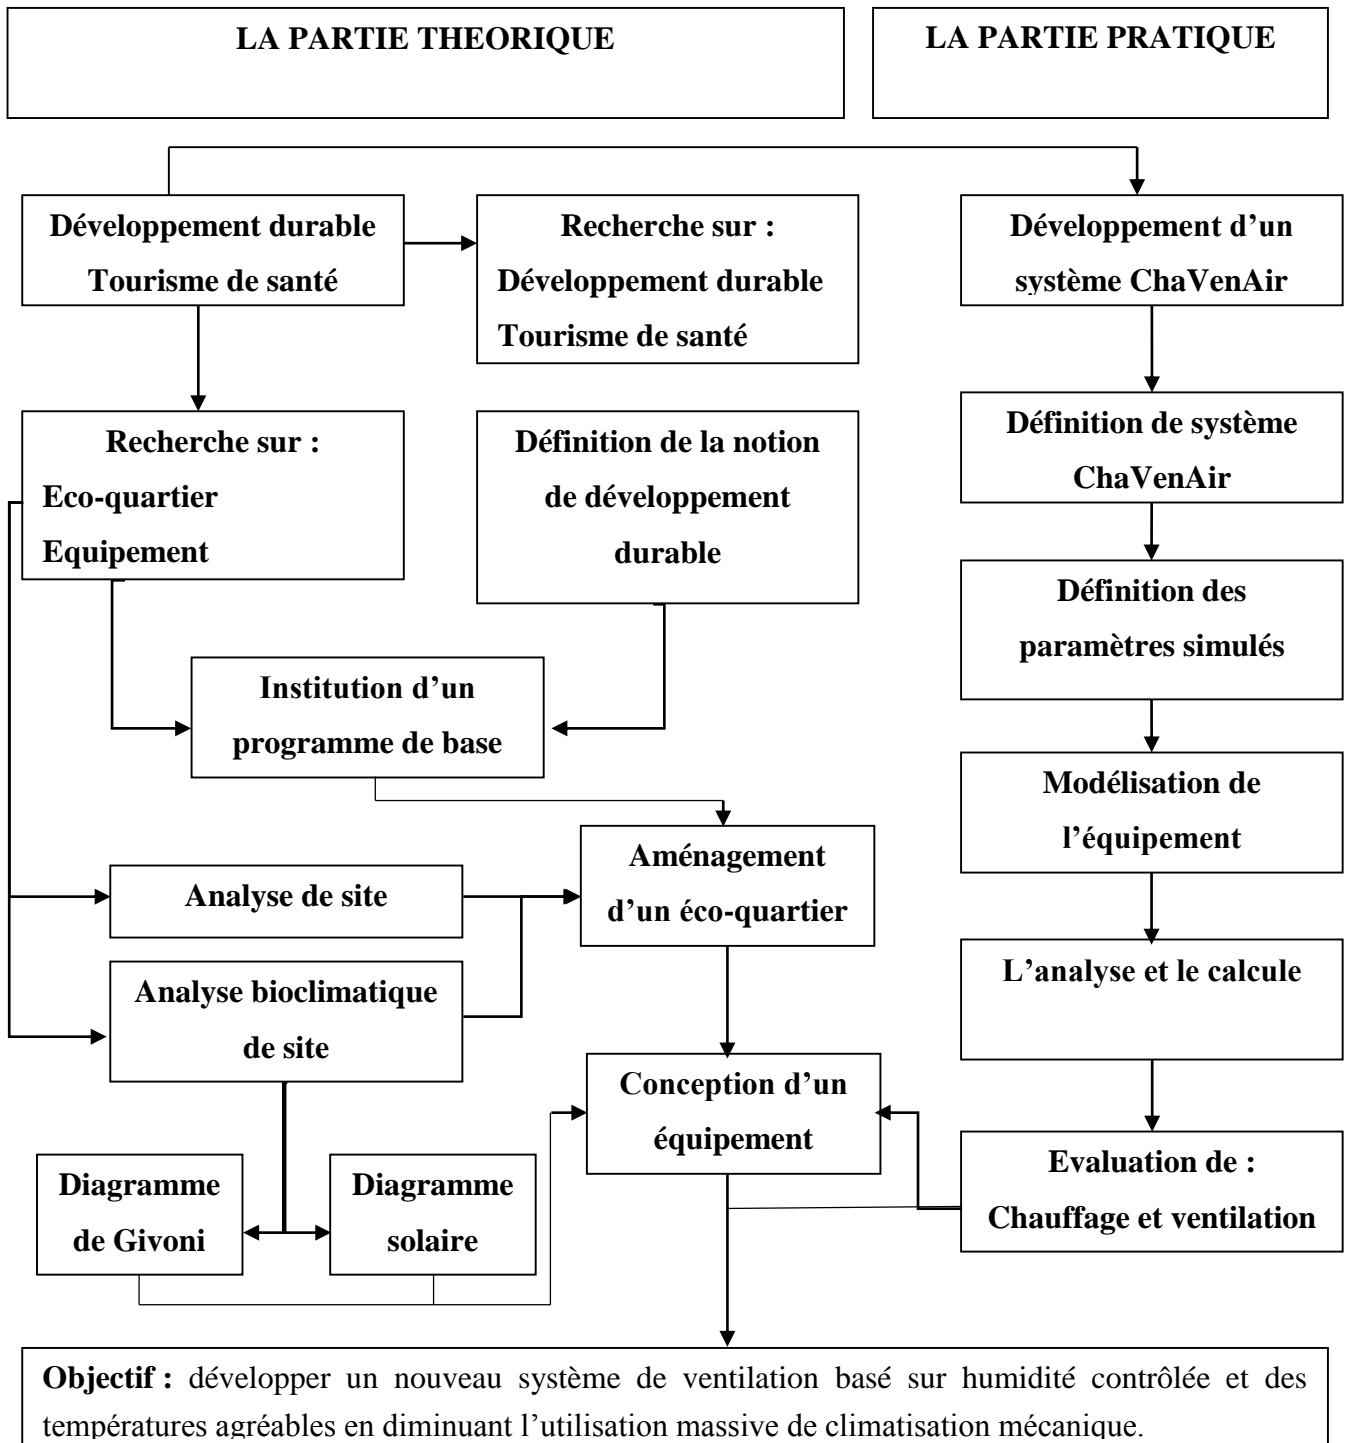 LA PARTIE THEORIQUE
LA PARTIE PRATIQUE
Développement durable
Tourisme de santé
Recherche sur :
Développement durable
Tourisme de santé
Développement d’un
système ChaVenAir
Recherche sur :
Eco-quartier
Equipement
Définition de la notion
de développement
durable
Définition de système
ChaVenAir
Définition des
paramètres simulés
Institution d’un
programme de base
Modélisation de
l’équipement
Aménagement
d’un éco-quartier
Analyse de site
Analyse bioclimatique
de site
L’analyse et le calcule
Conception d’un
équipement
Evaluation de :
Chauffage et ventilation
Diagramme
de Givoni
Diagramme
solaire
Objectif : développer un nouveau système de ventilation basé sur humidité contrôlée et des
températures agréables en diminuant l’utilisation massive de climatisation mécanique.